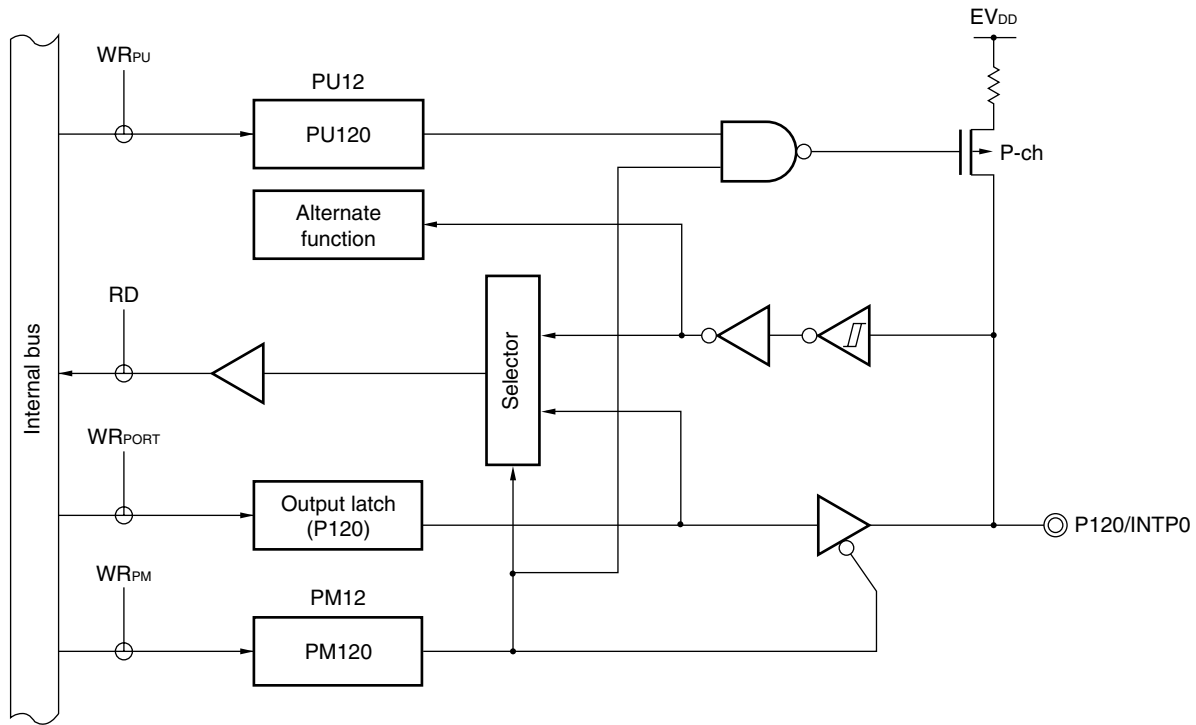 EVDD
WRPU
PU12
PU120
P-ch
Alternate
function
RD
Selector
Internal bus
WRPORT
Output latch
(P120)
P120/INTP0
WRPM
PM12
PM120